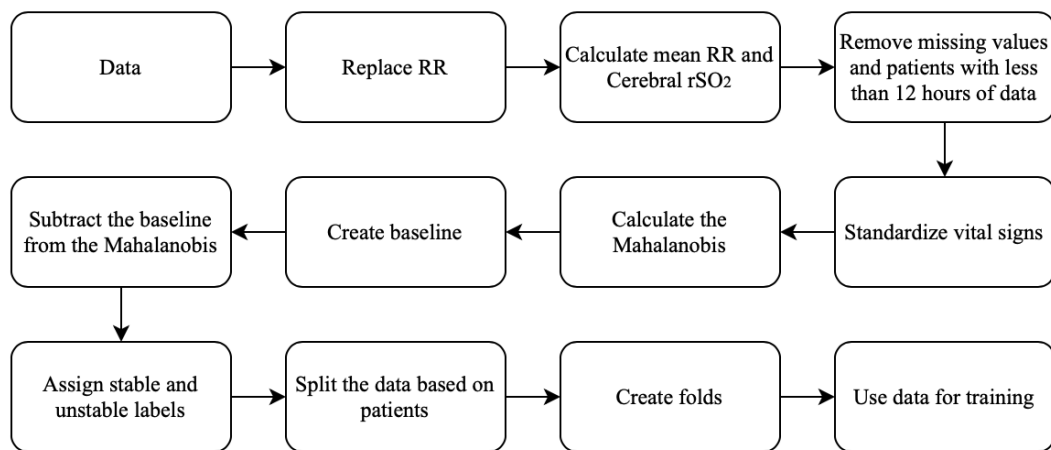 Data
Replace RR
Calculate mean RR and
Cerebral rSO2
Remove missing values
and patients with less
than 12 hours of data
Standardize vital signs
Calculate the
Mahalanobis
Create baseline
Subtract the baseline
from the Mahalanobis
Assign stable and
unstable labels
Split the data based on
patients
Create folds
Use data for training